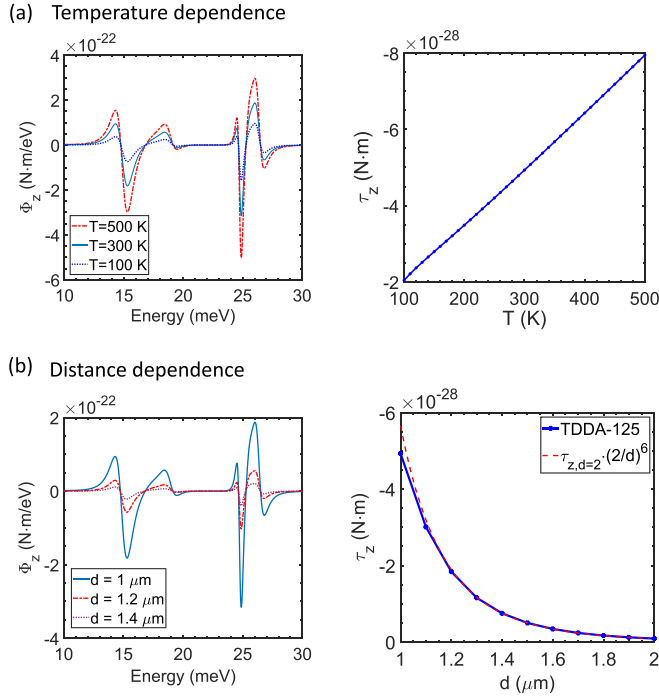 (a) Temperature dependence
×10⁻²²
4
2
0
-2
-4
-6
Φz (N·m/eV)
T=500 K
T=300 K
T=100 K
10 15 20 25 30
Energy (meV)
×10⁻²⁸
-8
-6
-4
-2
τz (N·m)
100 200 300 400 500
T (K)
(b) Distance dependence
×10⁻²²
2
0
-2
-4
Φz (N·m/eV)
d = 1 μm
d = 1.2 μm
d = 1.4 μm
10 15 20 25 30
Energy (meV)
×10⁻²⁸
-6
-4
-2
0
τz (N·m)
TDDA-125
τz,d=2·(2/d)⁶
1 1.2 1.4 1.6 1.8 2
d (μm)